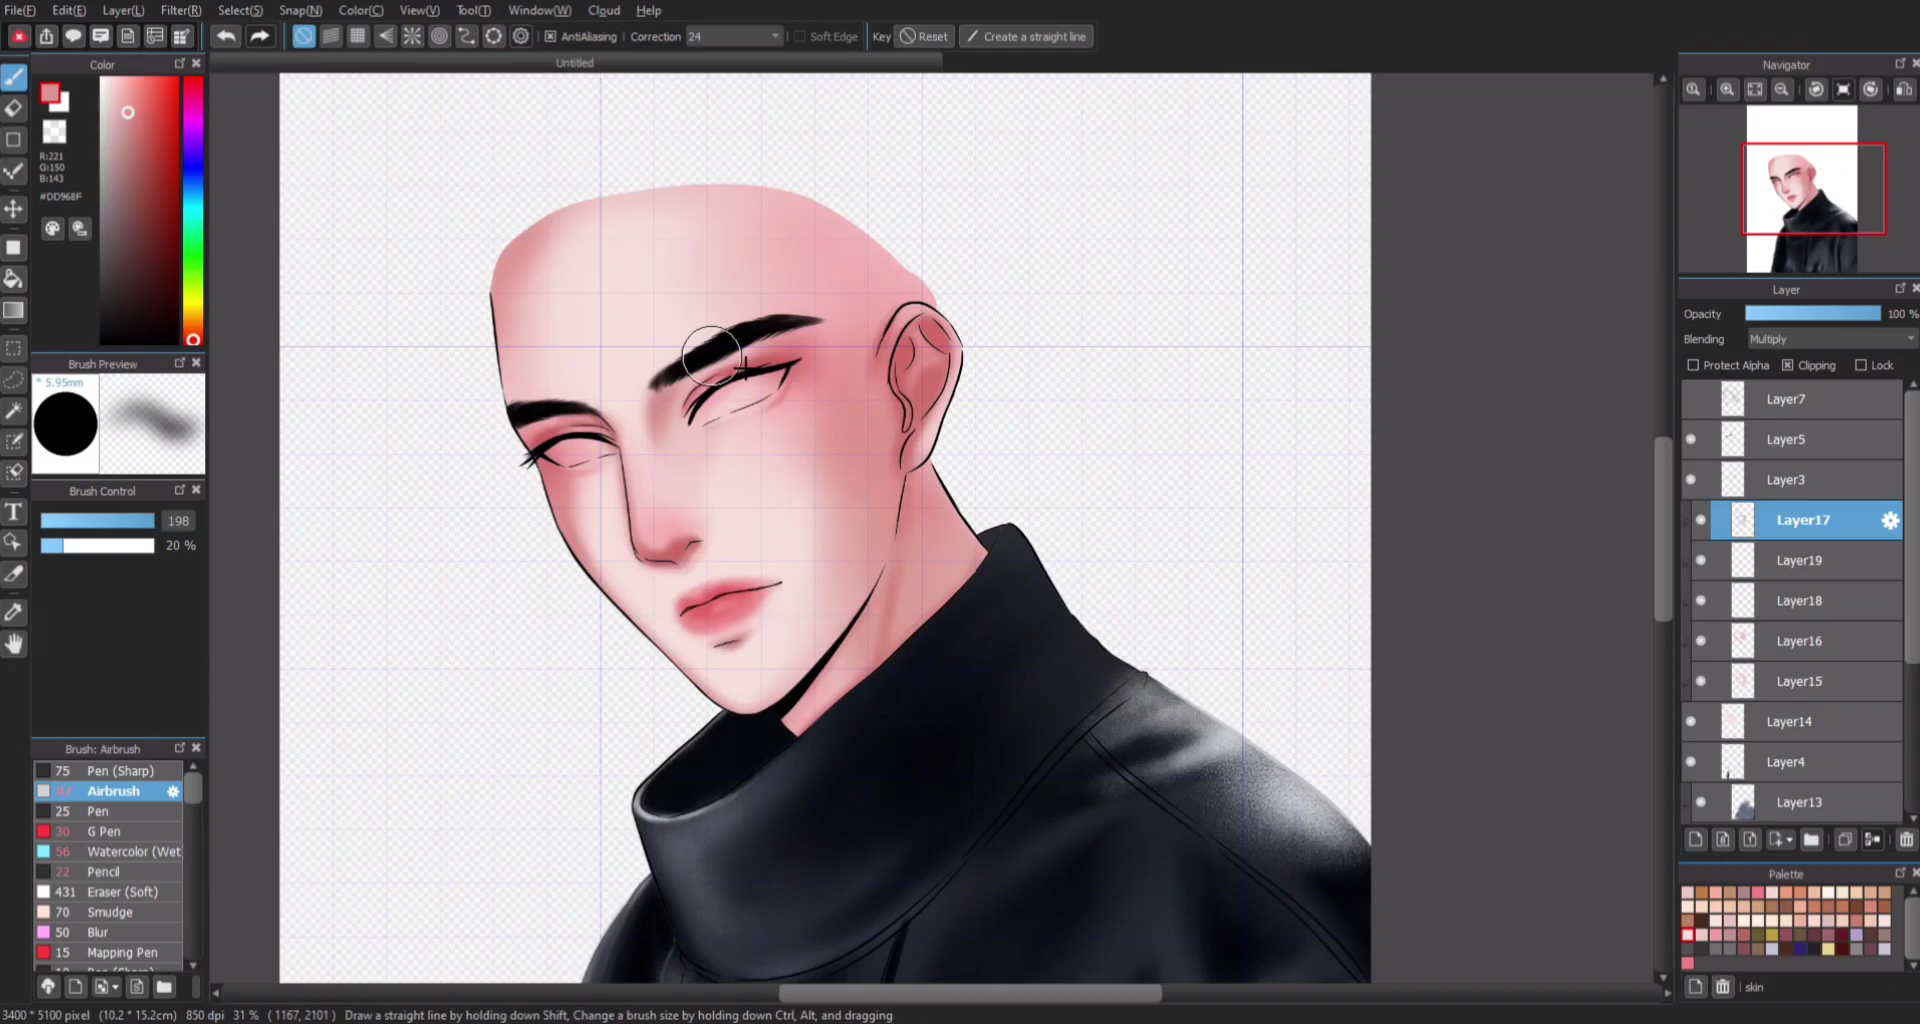 File(F) Edit(E) Layer(L) Filter(R) Select(S) Snap(N) Color(C) View(V) Tool(T) Window(W) Cloud Help
AntiAliasing Correction 24 Soft Edge Key Reset Create a straight line
Color
Untitled
Navigator
R:221
G:150
B:143
#DD968F
Layer
Opacity 100 %
Blending Multiply
Protect Alpha Clipping Lock
Brush Preview
* 5.95mm
Layer7
Layer5
Layer3
Brush Control
198
20 %
Layer17
Layer19
Layer18
Layer16
Layer15
Layer14
Layer4
Layer13
Brush: Airbrush
75 Pen (Sharp)
Airbrush
25 Pen
30 G Pen
56 Watercolor (Wet
22 Pencil
431 Eraser (Soft)
70 Smudge
50 Blur
15 Mapping Pen
Palette
skin
3400 * 5100 pixel (10.2 * 15.2cm) 850 dpi 31 % ( 1167, 2101 ) Draw a straight line by holding down Shift, Change a brush size by holding down Ctrl, Alt, and dragging